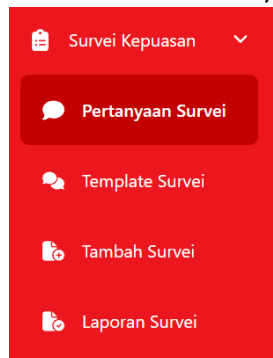 Survei Kepuasan
Pertanyaan Survei
Template Survei
Tambah Survei
Laporan Survei